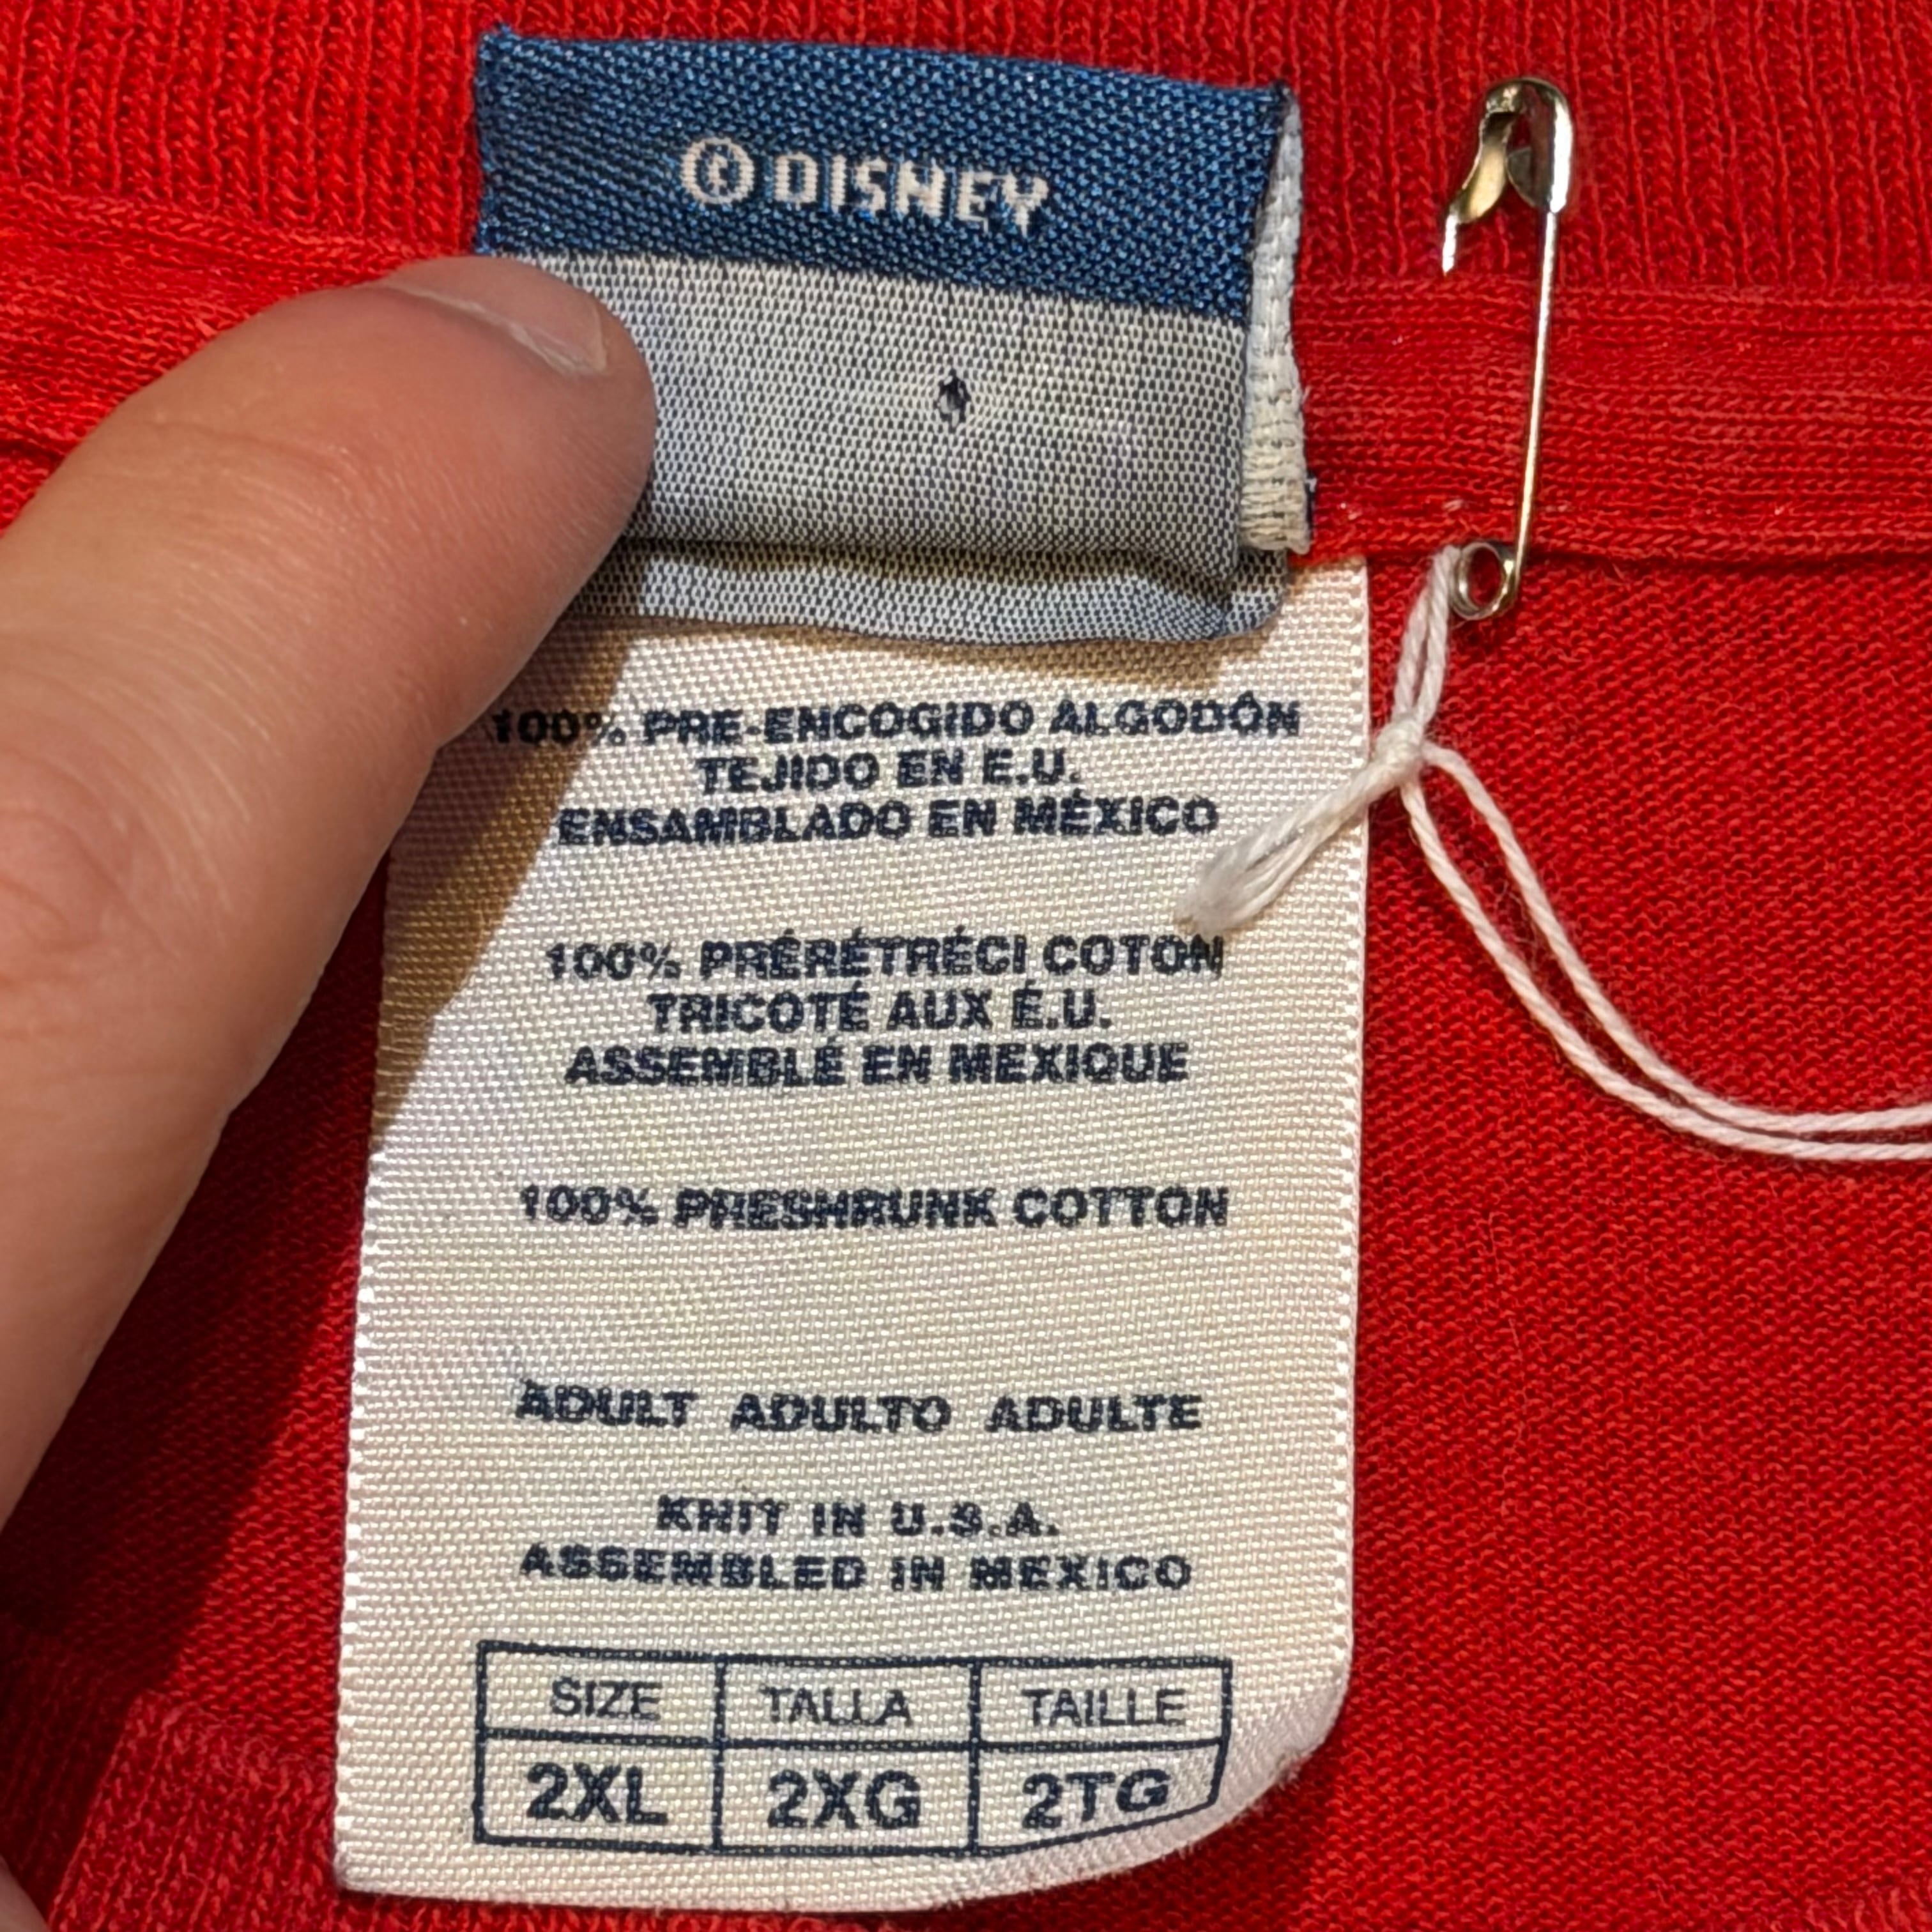 © DISNEY
100% PRE-ENCOGIDO ALGODÔN
TEJIDO EN E.U.
ENSAMBLADO EN MÉXICO
100% PRÉRÉTRÉCI COTON
TRICOTÉ AUX É.U.
ASSEMBLÉ EN MEXIQUE
100% PRESHRUNK COTTON
ADULT ADULTO ADULTE
KNIT IN U.S.A.
ASSEMBLED IN MEXICO
SIZE TALLA TAILLE
2XL 2XG 2TG